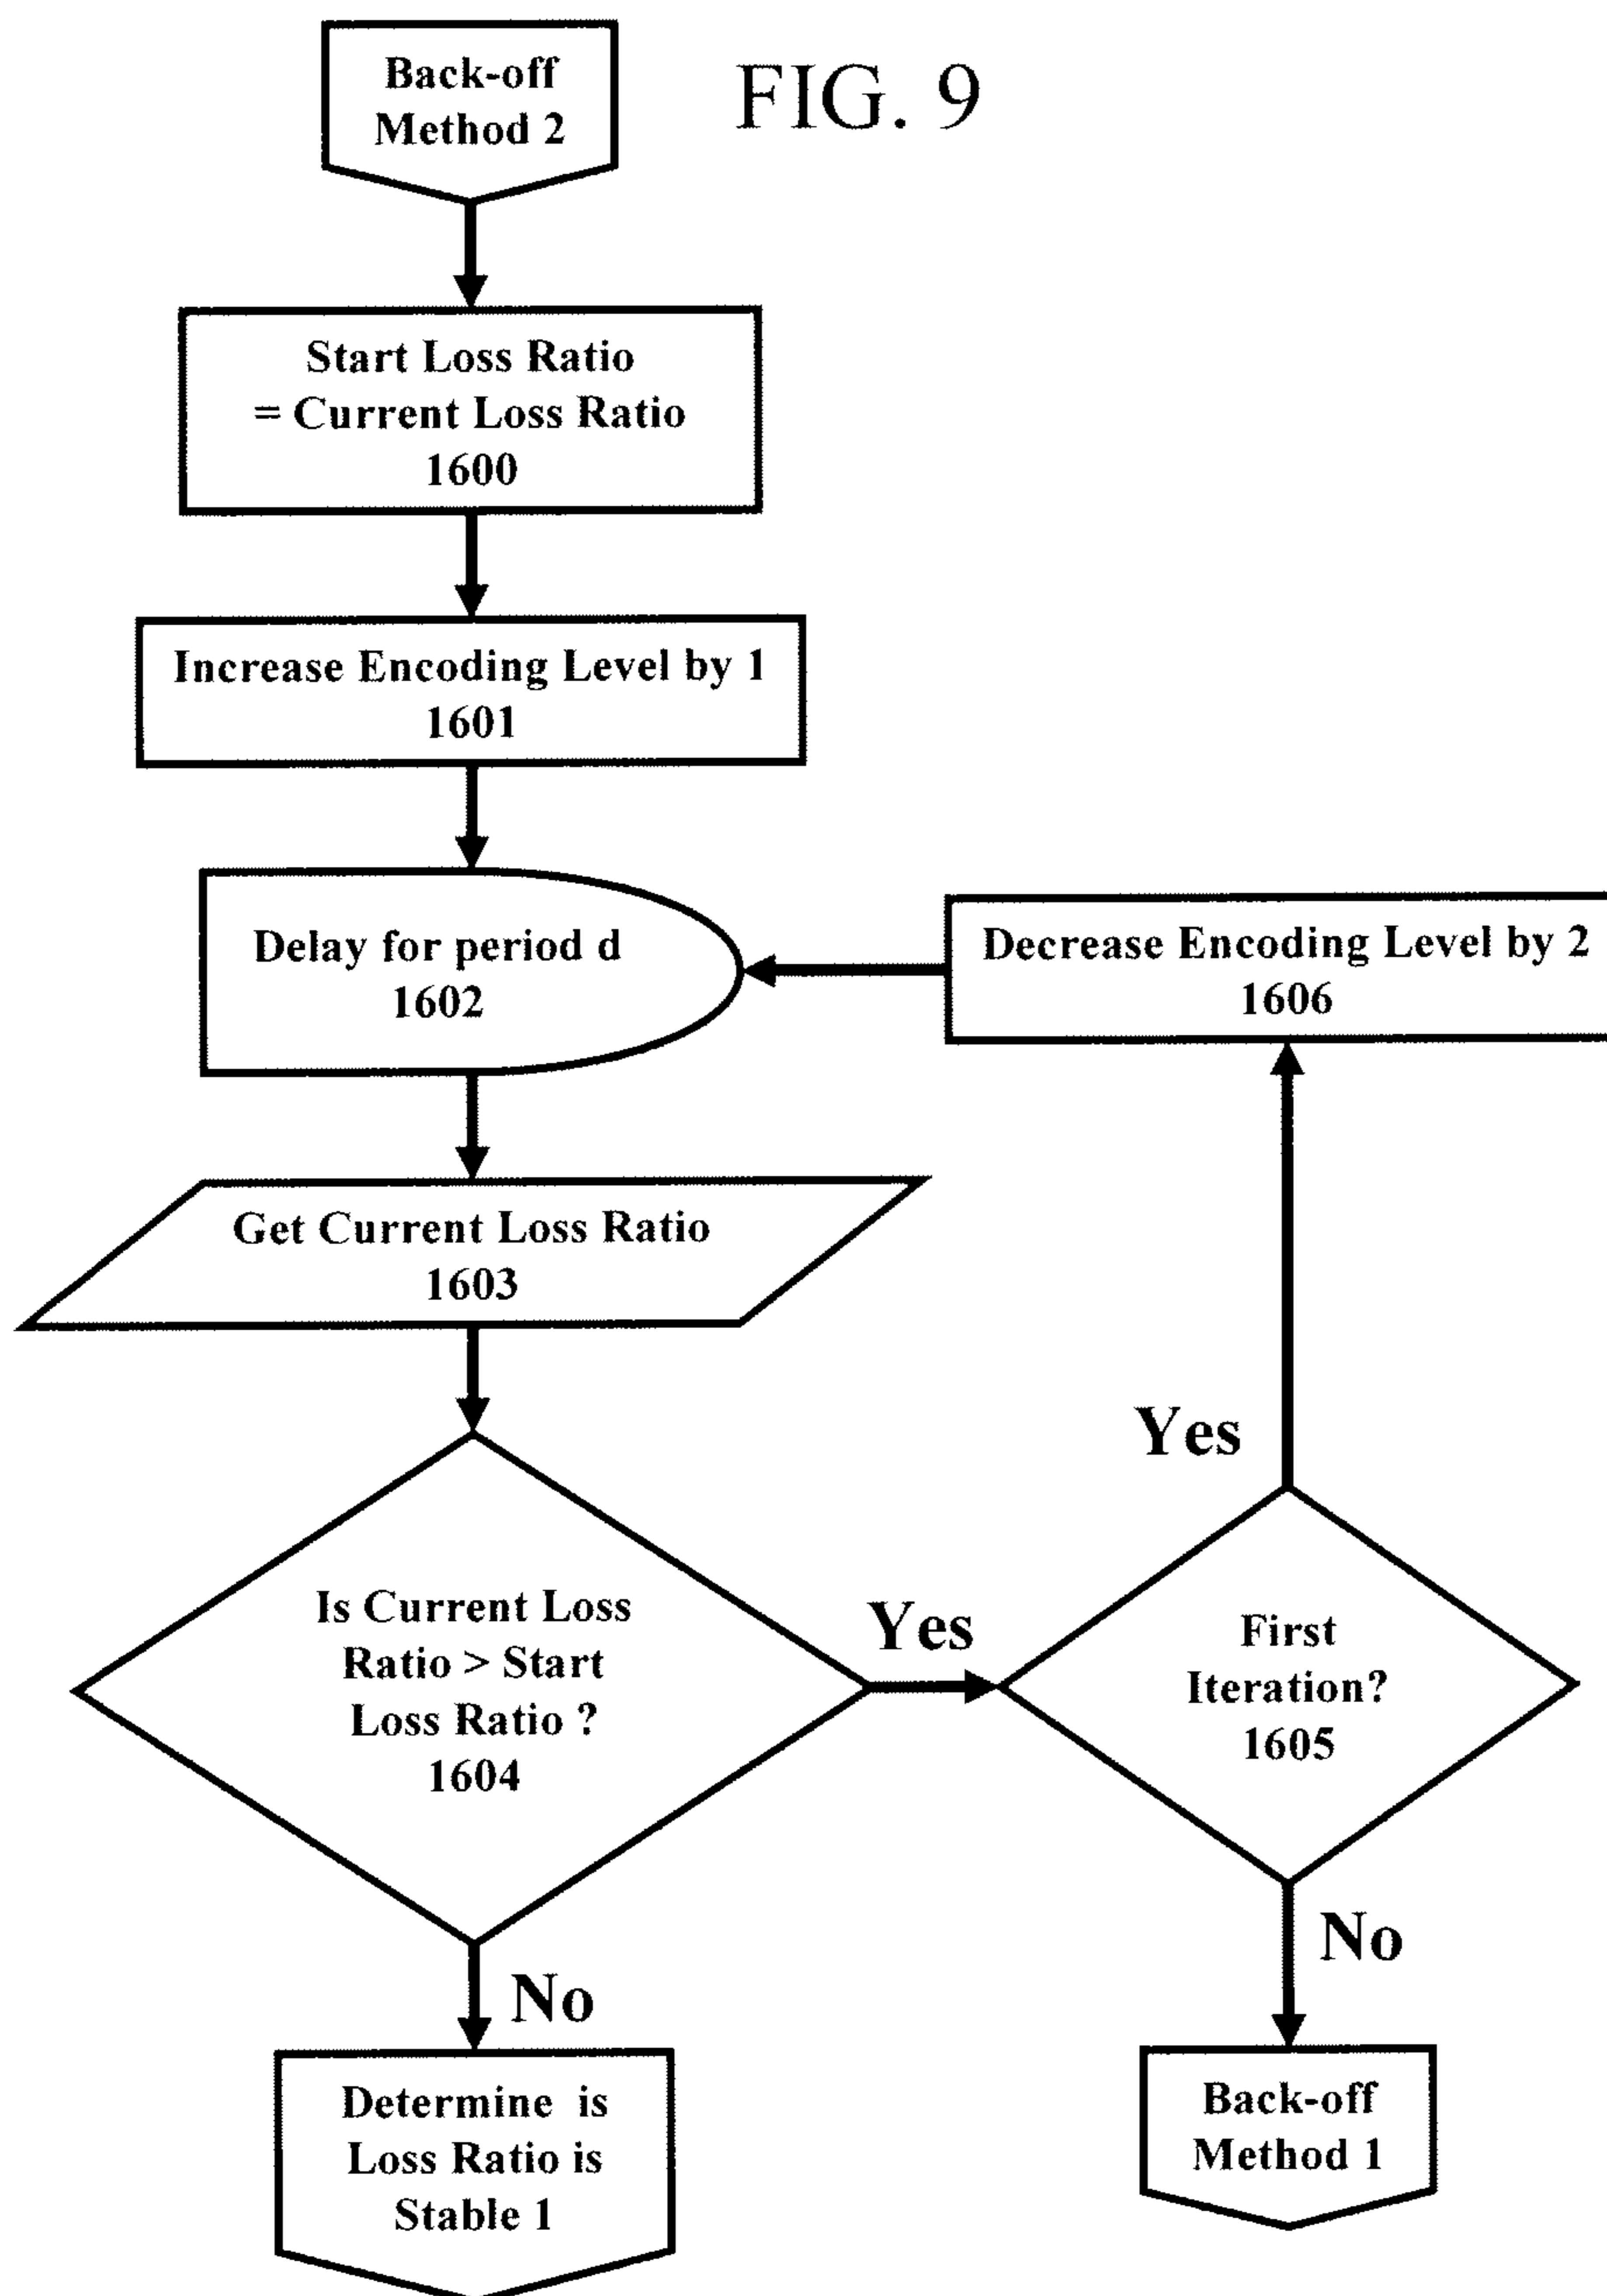 Back-off
Method 2
FIG. 9
Start Loss Ratio
= Current Loss Ratio
1600
Increase Encoding Level by 1
1601
Delay for period d
1602
Decrease Encoding Level by 2
1606
Get Current Loss Ratio
1603
Yes
Is Current Loss
Ratio > Start
Loss Ratio ?
1604
Yes
First
Iteration?
1605
No
No
Determine is
Loss Ratio is
Stable 1
Back-off
Method 1